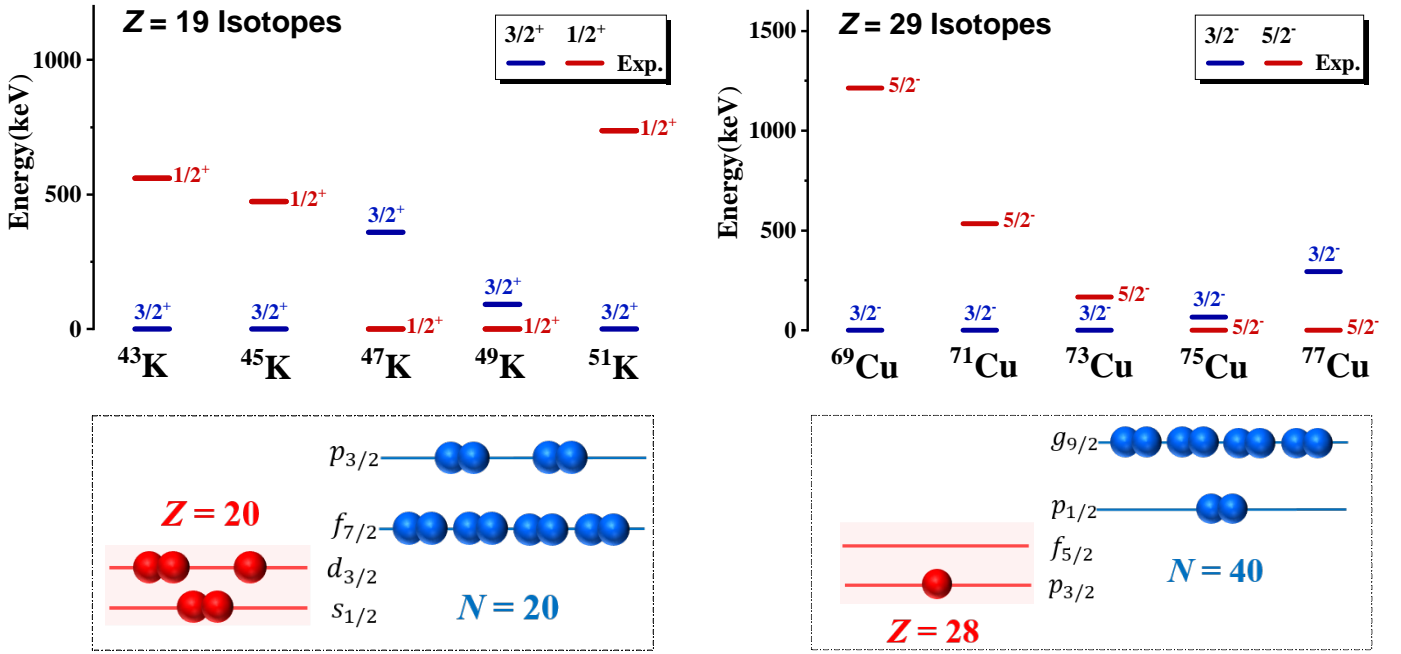 Z = 19 Isotopes
3/2⁺ 1/2⁺
Exp.
Energy(keV)
1000
500
0
1/2⁺
1/2⁺
3/2⁺
1/2⁺
3/2⁺
3/2⁺
3/2⁺
1/2⁺
1/2⁺
3/2⁺
⁴³K ⁴⁵K ⁴⁷K ⁴⁹K ⁵¹K
p₃/₂
f₇/₂
Z = 20
d₃/₂
s₁/₂
N = 20
Z = 29 Isotopes
3/2⁻ 5/2⁻
Exp.
Energy(keV)
1500
1000
500
0
5/2⁻
5/2⁻
3/2⁻
5/2⁻
3/2⁻
3/2⁻
3/2⁻
3/2⁻
5/2⁻
5/2⁻
⁶⁹Cu ⁷¹Cu ⁷³Cu ⁷⁵Cu ⁷⁷Cu
g₉/₂
p₁/₂
f₅/₂
p₃/₂
N = 40
Z = 28